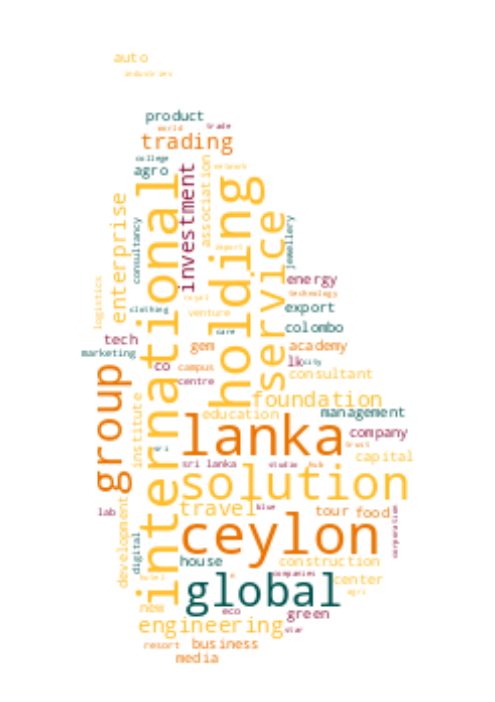 auto
industries
product
world
trade
trading
college
network
agro
international
investment
association
holding
enterprise
service
consultancy
jewellery
import
energy
technology
logistics
royal
export
clothing
venture
colombo
care
tech
gem
academy
marketing
lk
city
co
campus
consultant
centre
group
institute
foundation
education
management
lanka
company
trust
sri
capital
sri lanka
studio
hub
solution
development
travel
blue
lab
tour
food
corporation
ceylon
digital
house
construction
hotel
companies
center
global
agri
new
eco
green
engineering
star
resort
business
media